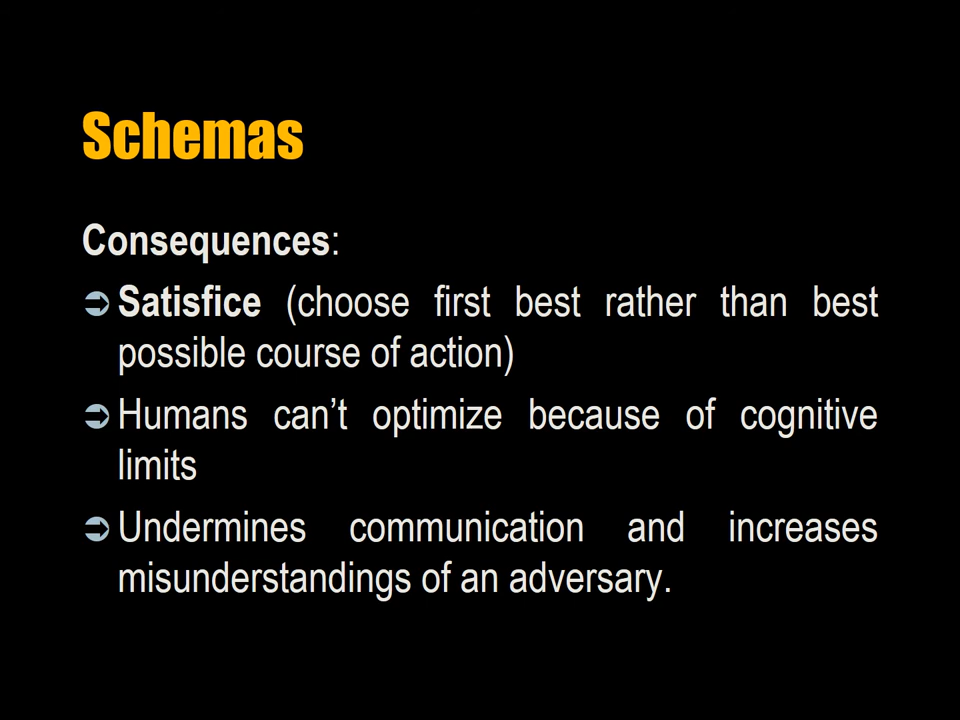 Schemas
Consequences:
➲ Satisfice (choose first best rather than best
possible course of action)
➲ Humans can’t optimize because of cognitive
limits
➲ Undermines communication and increases
misunderstandings of an adversary.